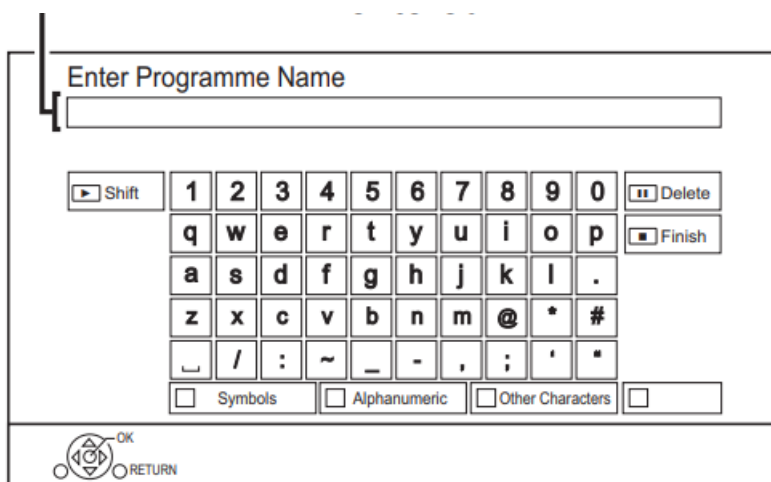 Enter Programme Name
Shift 1 2 3 4 5 6 7 8 9 0 Delete
q w e r t y u i o p Finish
a s d f g h j k l .
z x c v b n m @ * #
⎵ / : ~ _ - , ; ‘ “
Symbols Alphanumeric Other Characters
OK
RETURN